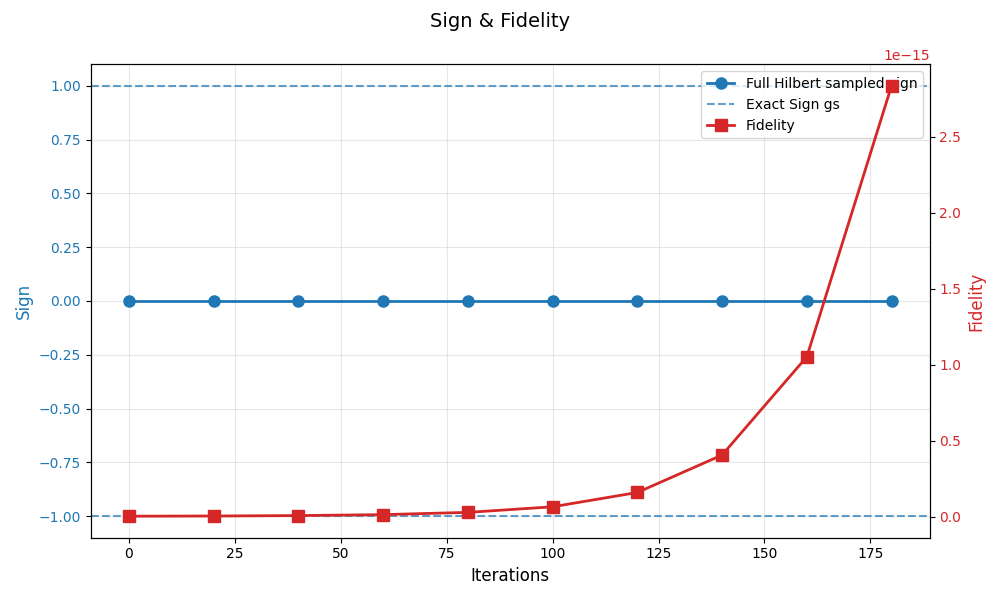 Sign & Fidelity
1e−15
Full Hilbert sampled sign
Exact Sign gs
Fidelity
1.00
0.75
0.50
0.25
0.00
−0.25
−0.50
−0.75
−1.00
Sign
2.5
2.0
1.5
1.0
0.5
0.0
Fidelity
0 25 50 75 100 125 150 175
Iterations